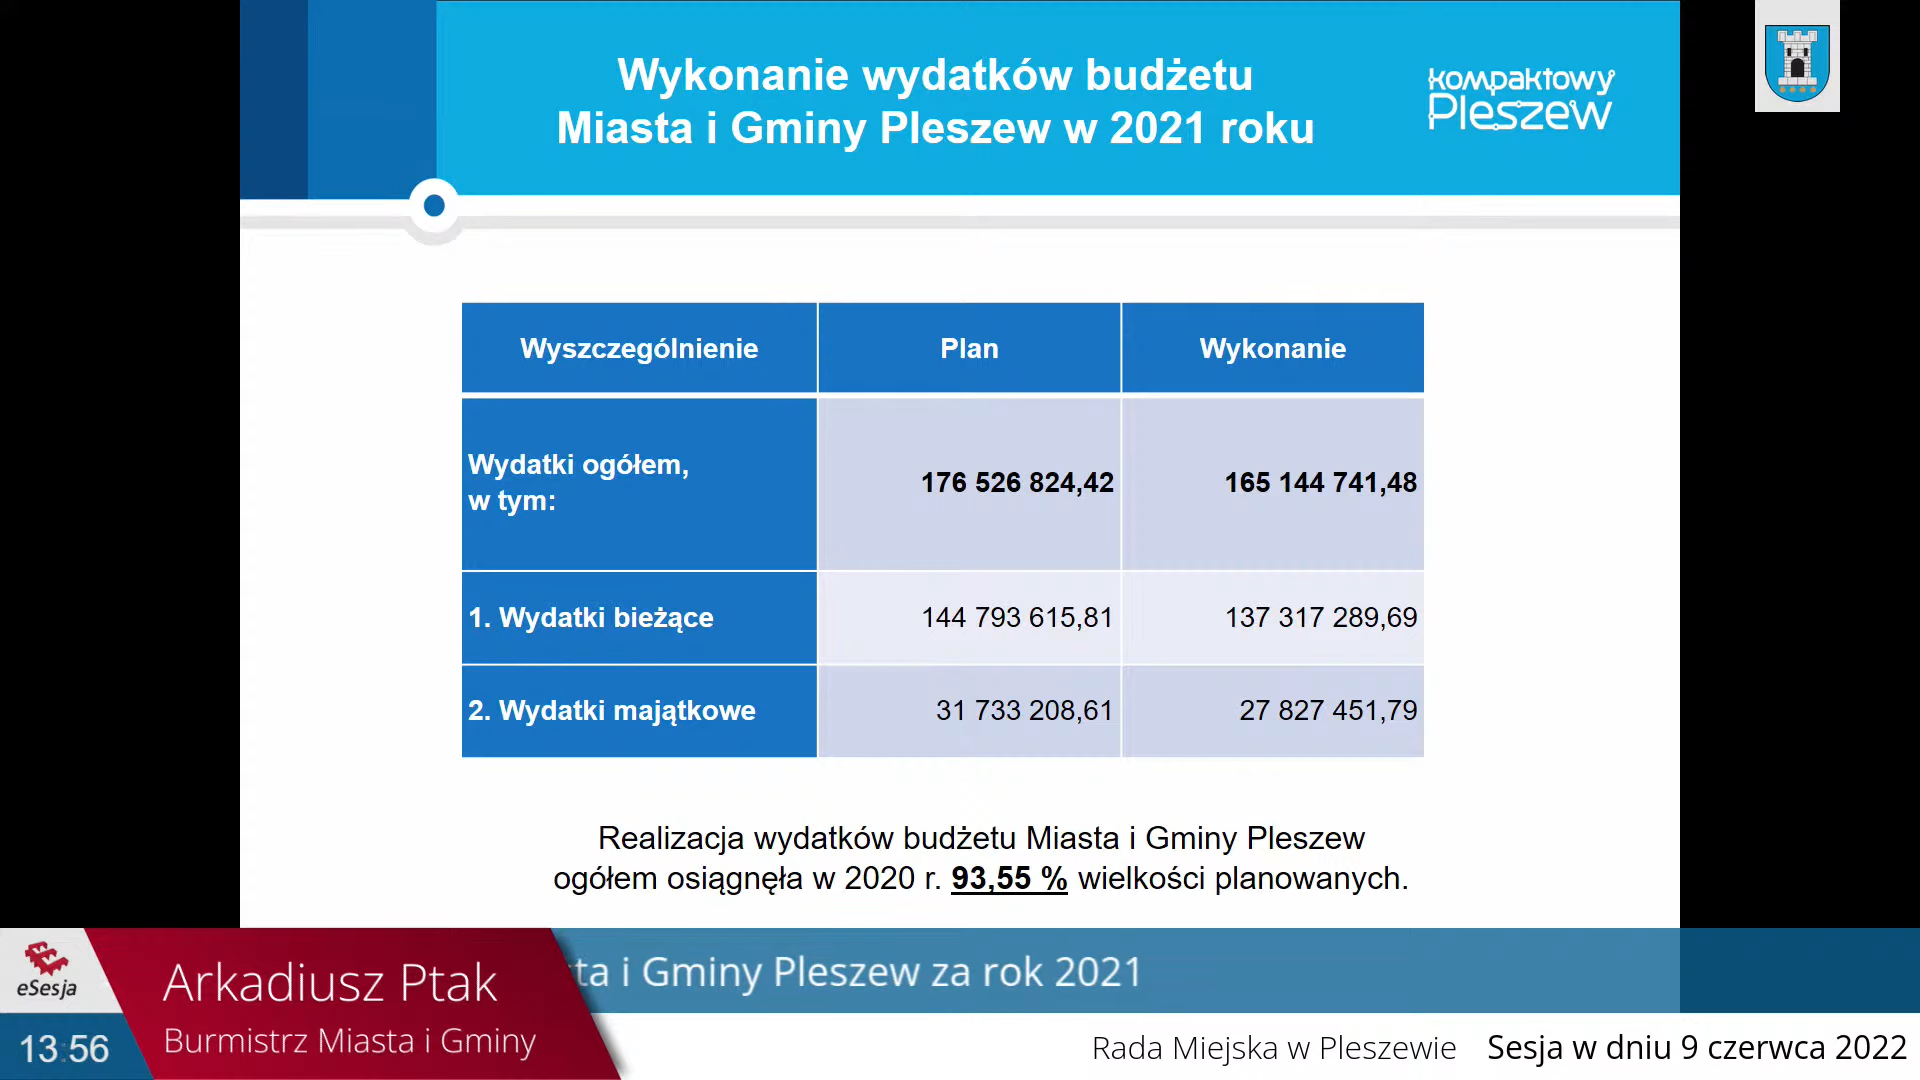 Wykonanie wydatków budżetu
Miasta i Gminy Pleszew w 2021 roku
kompaktowy
Pleszew
Wyszczególnienie Plan Wykonanie
Wydatki ogółem,
w tym:
176 526 824,42 165 144 741,48
1. Wydatki bieżące 144 793 615,81 137 317 289,69
2. Wydatki majątkowe 31 733 208,61 27 827 451,79
Realizacja wydatków budżetu Miasta i Gminy Pleszew
ogółem osiągnęła w 2020 r. 93,55 % wielkości planowanych.
eSesja
Arkadiusz Ptak
Burmistrz Miasta i Gminy
ta i Gminy Pleszew za rok 2021
13:56
Rada Miejska w Pleszewie Sesja w dniu 9 czerwca 2022